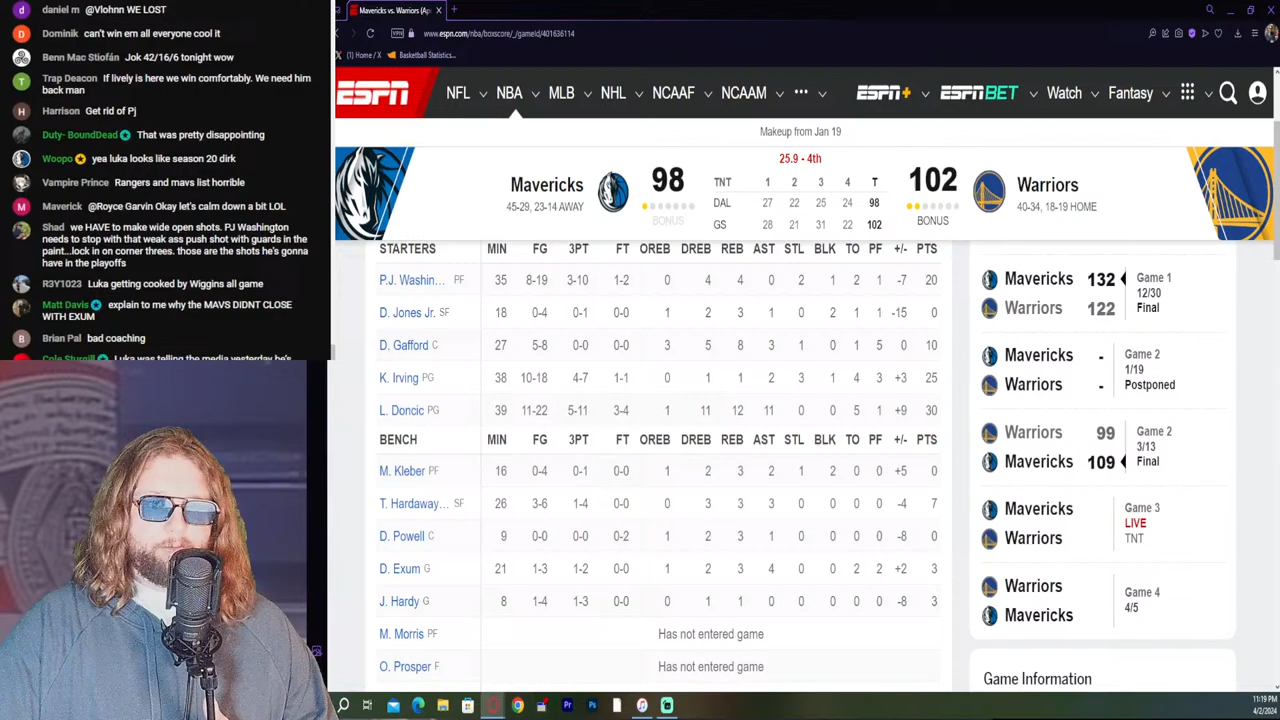 daniel m @Vlohnn WE LOST
Dominik can't win em all everyone cool it
Benn Mac Stiofán Jok 42/16/6 tonight wow
Trap Deacon If lively is here we win comfortably. We need him
back man
Harrison Get rid of Pj
Duty- BoundDead That was pretty disappointing
Woopo yea luka looks like season 20 dirk
Vampire Prince Rangers and mavs list horrible
Maverick @Royce Garvin Okay let's calm down a bit LOL
Shad we HAVE to make wide open shots. PJ Washington
needs to stop with that weak ass push shot with guards in the
paint...lock in on corner threes. those are the shots he's gonna
have in the playoffs
R3Y1023 Luka getting cooked by Wiggins all game
Matt Davis explain to me why the MAVS DIDNT CLOSE
WITH EXUM
Brian Pal bad coaching
Cole Sturgill Luka was telling the media yesterday he's
Mavericks vs. Warriors (Ap
VPN www.espn.com/nba/boxscore/_/gameId/401636114
(1) Home / X Basketball Statistics...
ESPN NFL NBA MLB NHL NCAAF NCAAM ••• ESPN+ ESPN BET Watch Fantasy
Makeup from Jan 19
Mavericks
45-29, 23-14 AWAY
98
BONUS
25.9 - 4th
TNT 1 2 3 4 T
DAL 27 22 25 24 98
GS 28 21 31 22 102
102
BONUS
Warriors
40-34, 18-19 HOME
STARTERS MIN FG 3PT FT OREB DREB REB AST STL BLK TO PF +/- PTS
P.J. Washin... PF 35 8-19 3-10 1-2 0 4 4 0 2 1 2 1 -7 20
D. Jones Jr. SF 18 0-4 0-1 0-0 1 2 3 1 0 2 1 1 -15 0
D. Gafford C 27 5-8 0-0 0-0 3 5 8 3 1 0 1 5 0 10
K. Irving PG 38 10-18 4-7 1-1 0 1 1 2 3 1 4 3 +3 25
L. Doncic PG 39 11-22 5-11 3-4 1 11 12 11 0 0 5 1 +9 30
BENCH MIN FG 3PT FT OREB DREB REB AST STL BLK TO PF +/- PTS
M. Kleber PF 16 0-4 0-1 0-0 1 2 3 2 1 2 0 0 +5 0
T. Hardaway... SF 26 3-6 1-4 0-0 0 3 3 3 0 0 0 2 -4 7
D. Powell C 9 0-0 0-0 0-2 1 2 3 1 0 0 0 0 -8 0
D. Exum G 21 1-3 1-2 0-0 1 2 3 4 0 0 2 2 +2 3
J. Hardy G 8 1-4 1-3 0-0 0 1 1 0 0 0 0 0 -8 3
M. Morris PF Has not entered game
O. Prosper F Has not entered game
Mavericks 132 Game 1
12/30
Warriors 122 Final
Mavericks - Game 2
1/19
Warriors - Postponed
Warriors 99 Game 2
3/13
Mavericks 109 Final
Mavericks Game 3
LIVE
Warriors TNT
Warriors Game 4
4/5
Mavericks
Game Information
11:19 PM
4/2/2024